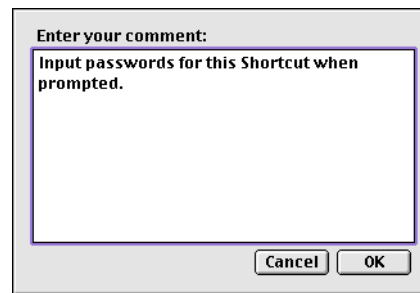 Enter your comment:
Input passwords for this Shortcut when
prompted.
Cancel OK